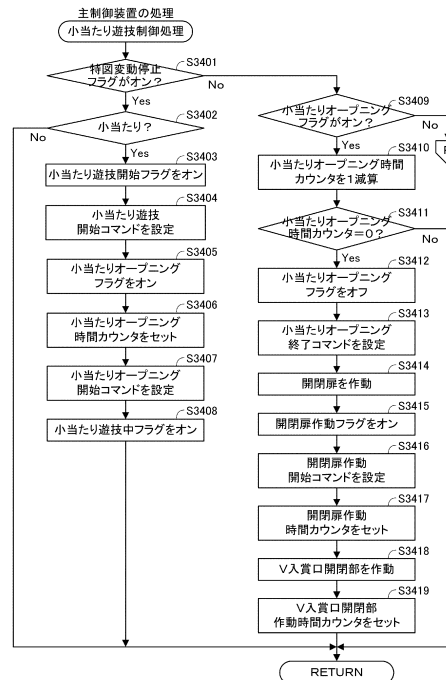 主制御装置の処理
小当たり遊技制御処理
S3401
特図変動停止
フラグがオン?
No
Yes
S3402
小当たり?
No
Yes
S3403
小当たり遊技開始フラグをオン
S3404
小当たり遊技
開始コマンドを設定
S3405
小当たりオープニング
フラグをオン
S3406
小当たりオープニング
時間カウンタをセット
S3407
小当たりオープニング
開始コマンドを設定
S3408
小当たり遊技中フラグをオン
S3409
小当たりオープニング
フラグがオン?
No
Yes
S3410
小当たりオープニング時間
カウンタを1減算
S3411
小当たりオープニング
時間カウンタ=0?
No
Yes
S3412
小当たりオープニング
フラグをオフ
S3413
小当たりオープニング
終了コマンドを設定
S3414
開閉扉を作動
S3415
開閉扉作動フラグをオン
S3416
開閉扉作動
開始コマンドを設定
S3417
開閉扉作動
時間カウンタをセット
S3418
V入賞口開閉部を作動
S3419
V入賞口開閉部
作動時間カウンタをセット
RETURN